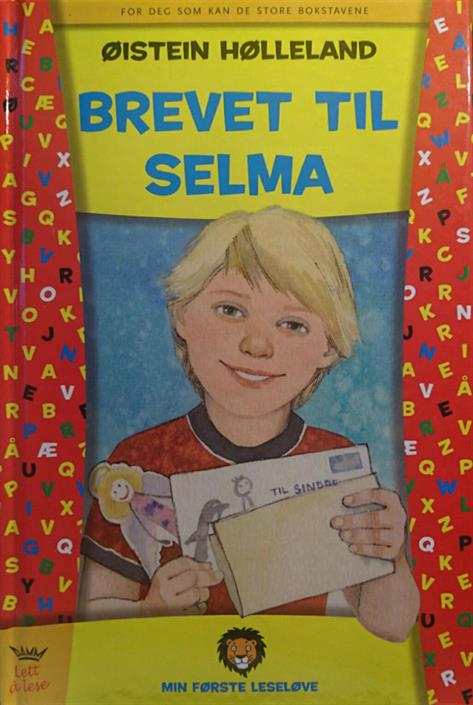 FOR DEG SOM KAN DE STORE BOKSTAVENE
ØISTEIN HØLLELAND
BREVET TIL
SELMA
TIL SINDRE
DAMM
Lett
å lese
MIN FØRSTE LESELØVE